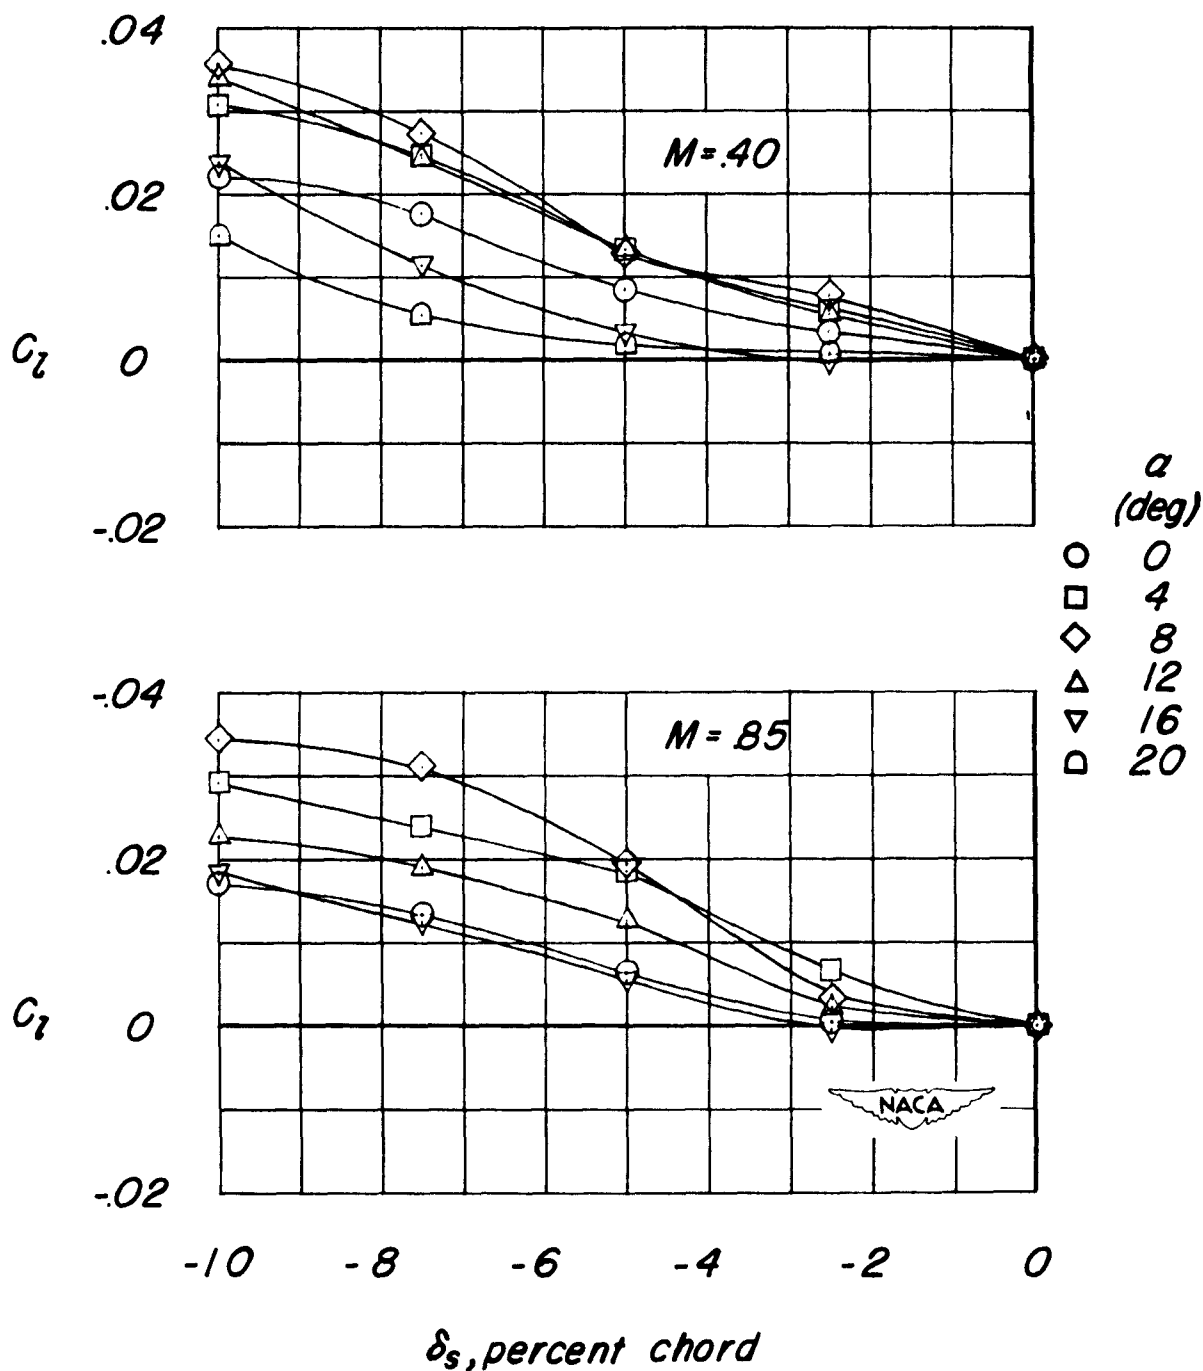 .04
M=.40
.02
C_l 0
-.02
α
(deg)
0
4
8
12
16
20
-.04
M=.85
.02
C_l 0
NACA
-.02
-10 -8 -6 -4 -2 0
δ_s, percent chord